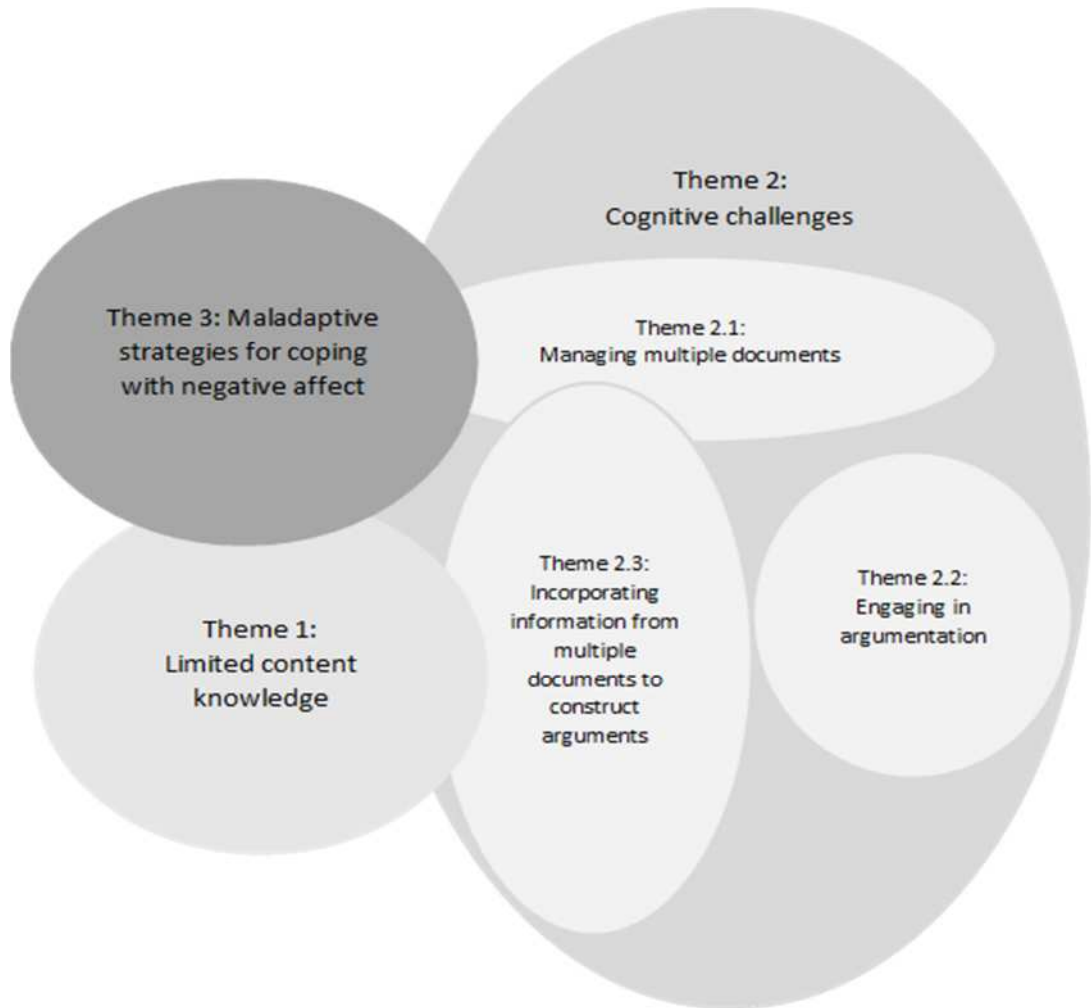 Theme 2:
Cognitive challenges
Theme 3: Maladaptive
strategies for coping
with negative affect
Theme 2.1:
Managing multiple documents
Theme 1:
Limited content
knowledge
Theme 2.3:
Incorporating
information from
multiple
documents to
construct
arguments
Theme 2.2:
Engaging in
argumentation